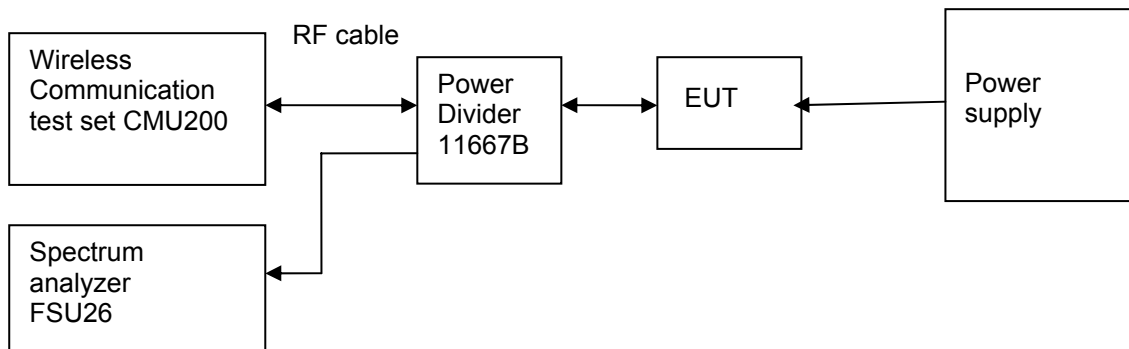 Wireless
Communication
test set CMU200
RF cable
Power
Divider
11667B
EUT
Power
supply
Spectrum
analyzer
FSU26